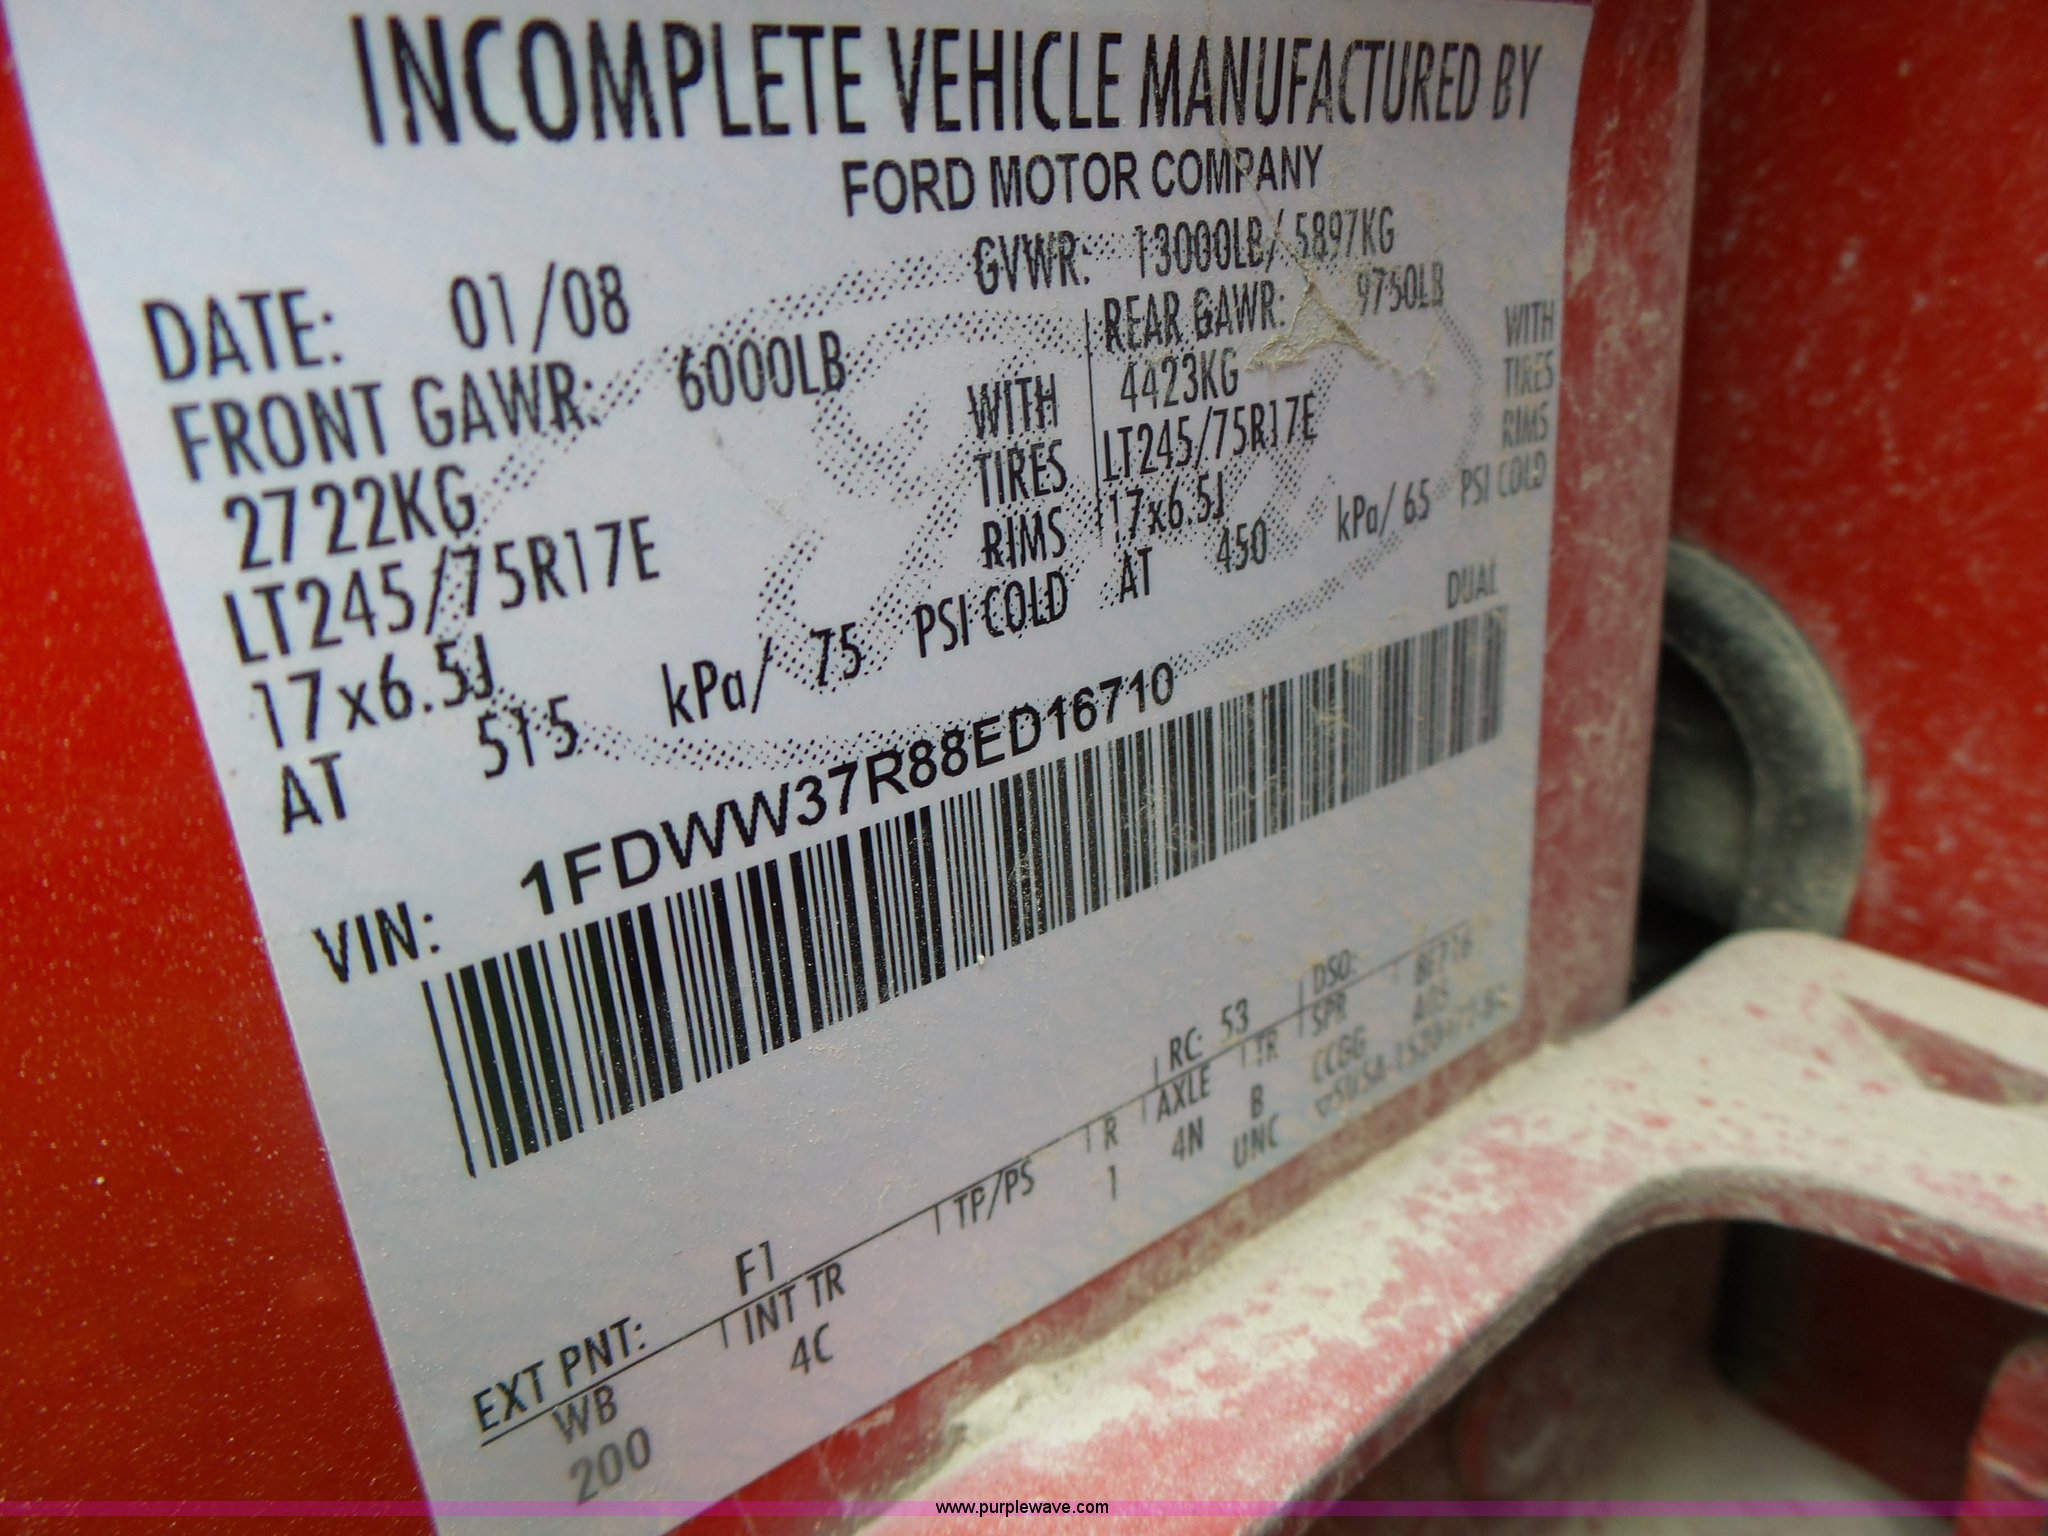 INCOMPLETE VEHICLE MANUFACTURED BY
FORD MOTOR COMPANY
DATE: 01/08 GVWR: 13000LB/ 5897KG
FRONT GAWR: 6000LB REAR GAWR: 9750LB
2722KG WITH 4423KG WITH
LT245/75R17E TIRES LT245/75R17E TIRES
17x6.5J RIMS 17x6.5J RIMS
AT 515 kPa/ 75 PSI COLD AT 450 kPa/ 65 PSI COLD
DUAL
VIN: 1FDWW37R88ED16710
EXT PNT: F1 RC: 53 DSO:
WB INT TR TP/PS R AXLE TR SPR
200 4C 1 4N B CCGG
UNC
www.purplewave.com